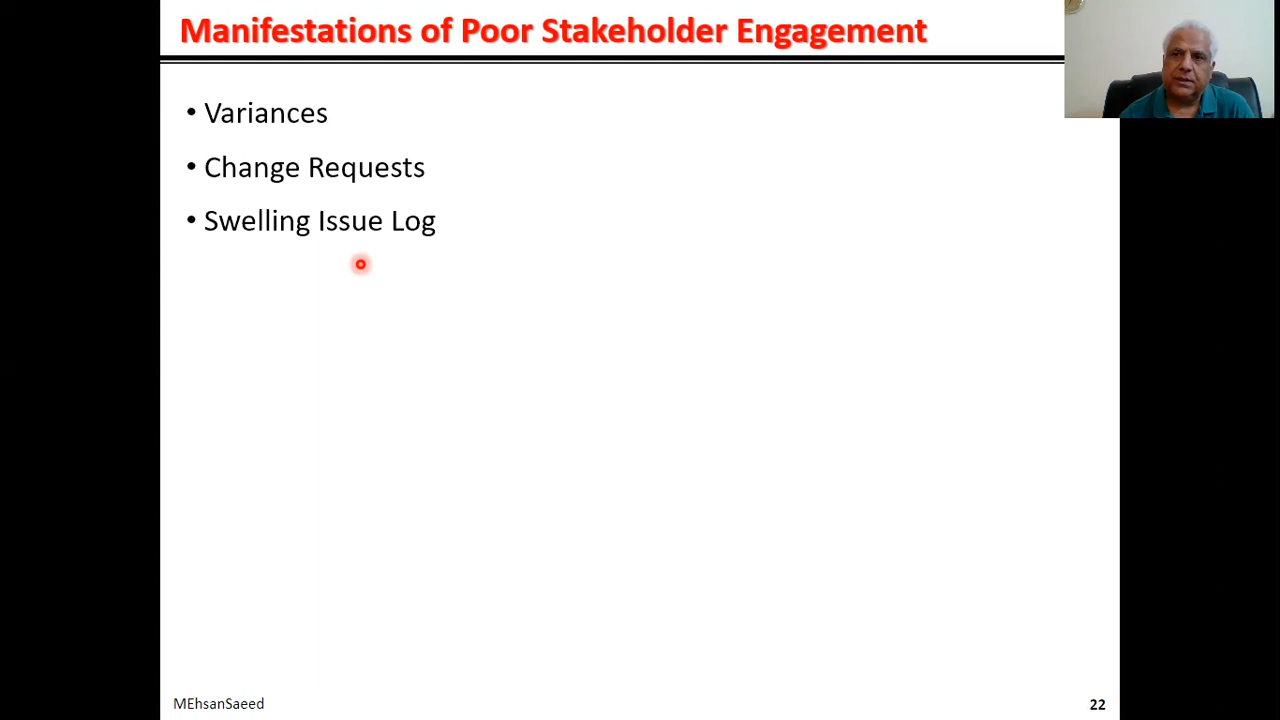 Manifestations of Poor Stakeholder Engagement
• Variances
• Change Requests
• Swelling Issue Log
MEhsanSaeed
22